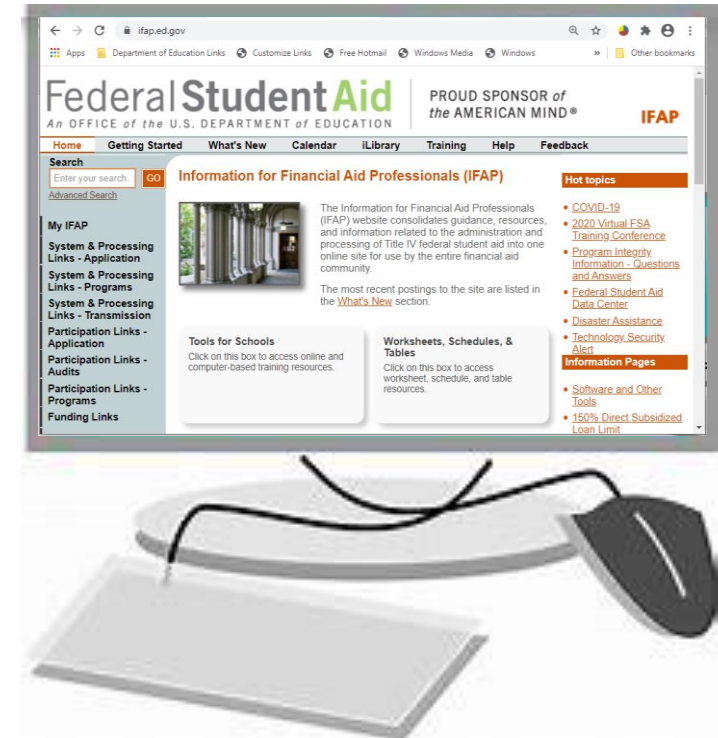 ifap.ed.gov
Apps Department of Education Links Customize Links Free Hotmail Windows Media Windows » Other bookmarks
Federal Student Aid
An OFFICE of the U.S. DEPARTMENT of EDUCATION
PROUD SPONSOR of
the AMERICAN MIND®
IFAP
Home Getting Started What's New Calendar iLibrary Training Help Feedback
Search
Enter your search. GO
Advanced Search
My IFAP
System & Processing
Links - Application
System & Processing
Links - Programs
System & Processing
Links - Transmission
Participation Links -
Application
Participation Links -
Audits
Participation Links -
Programs
Funding Links
Information for Financial Aid Professionals (IFAP)
The Information for Financial Aid Professionals
(IFAP) website consolidates guidance, resources,
and information related to the administration and
processing of Title IV federal student aid into one
online site for use by the entire financial aid
community.
The most recent postings to the site are listed in
the What's New section.
Tools for Schools
Click on this box to access online and
computer-based training resources.
Worksheets, Schedules, &
Tables
Click on this box to access
worksheet, schedule, and table
resources.
Hot topics
• COVID-19
• 2020 Virtual FSA
Training Conference
• Program Integrity
Information - Questions
and Answers
• Federal Student Aid
Data Center
• Disaster Assistance
• Technology Security
Alert
Information Pages
• Software and Other
Tools
• 150% Direct Subsidized
Loan Limit